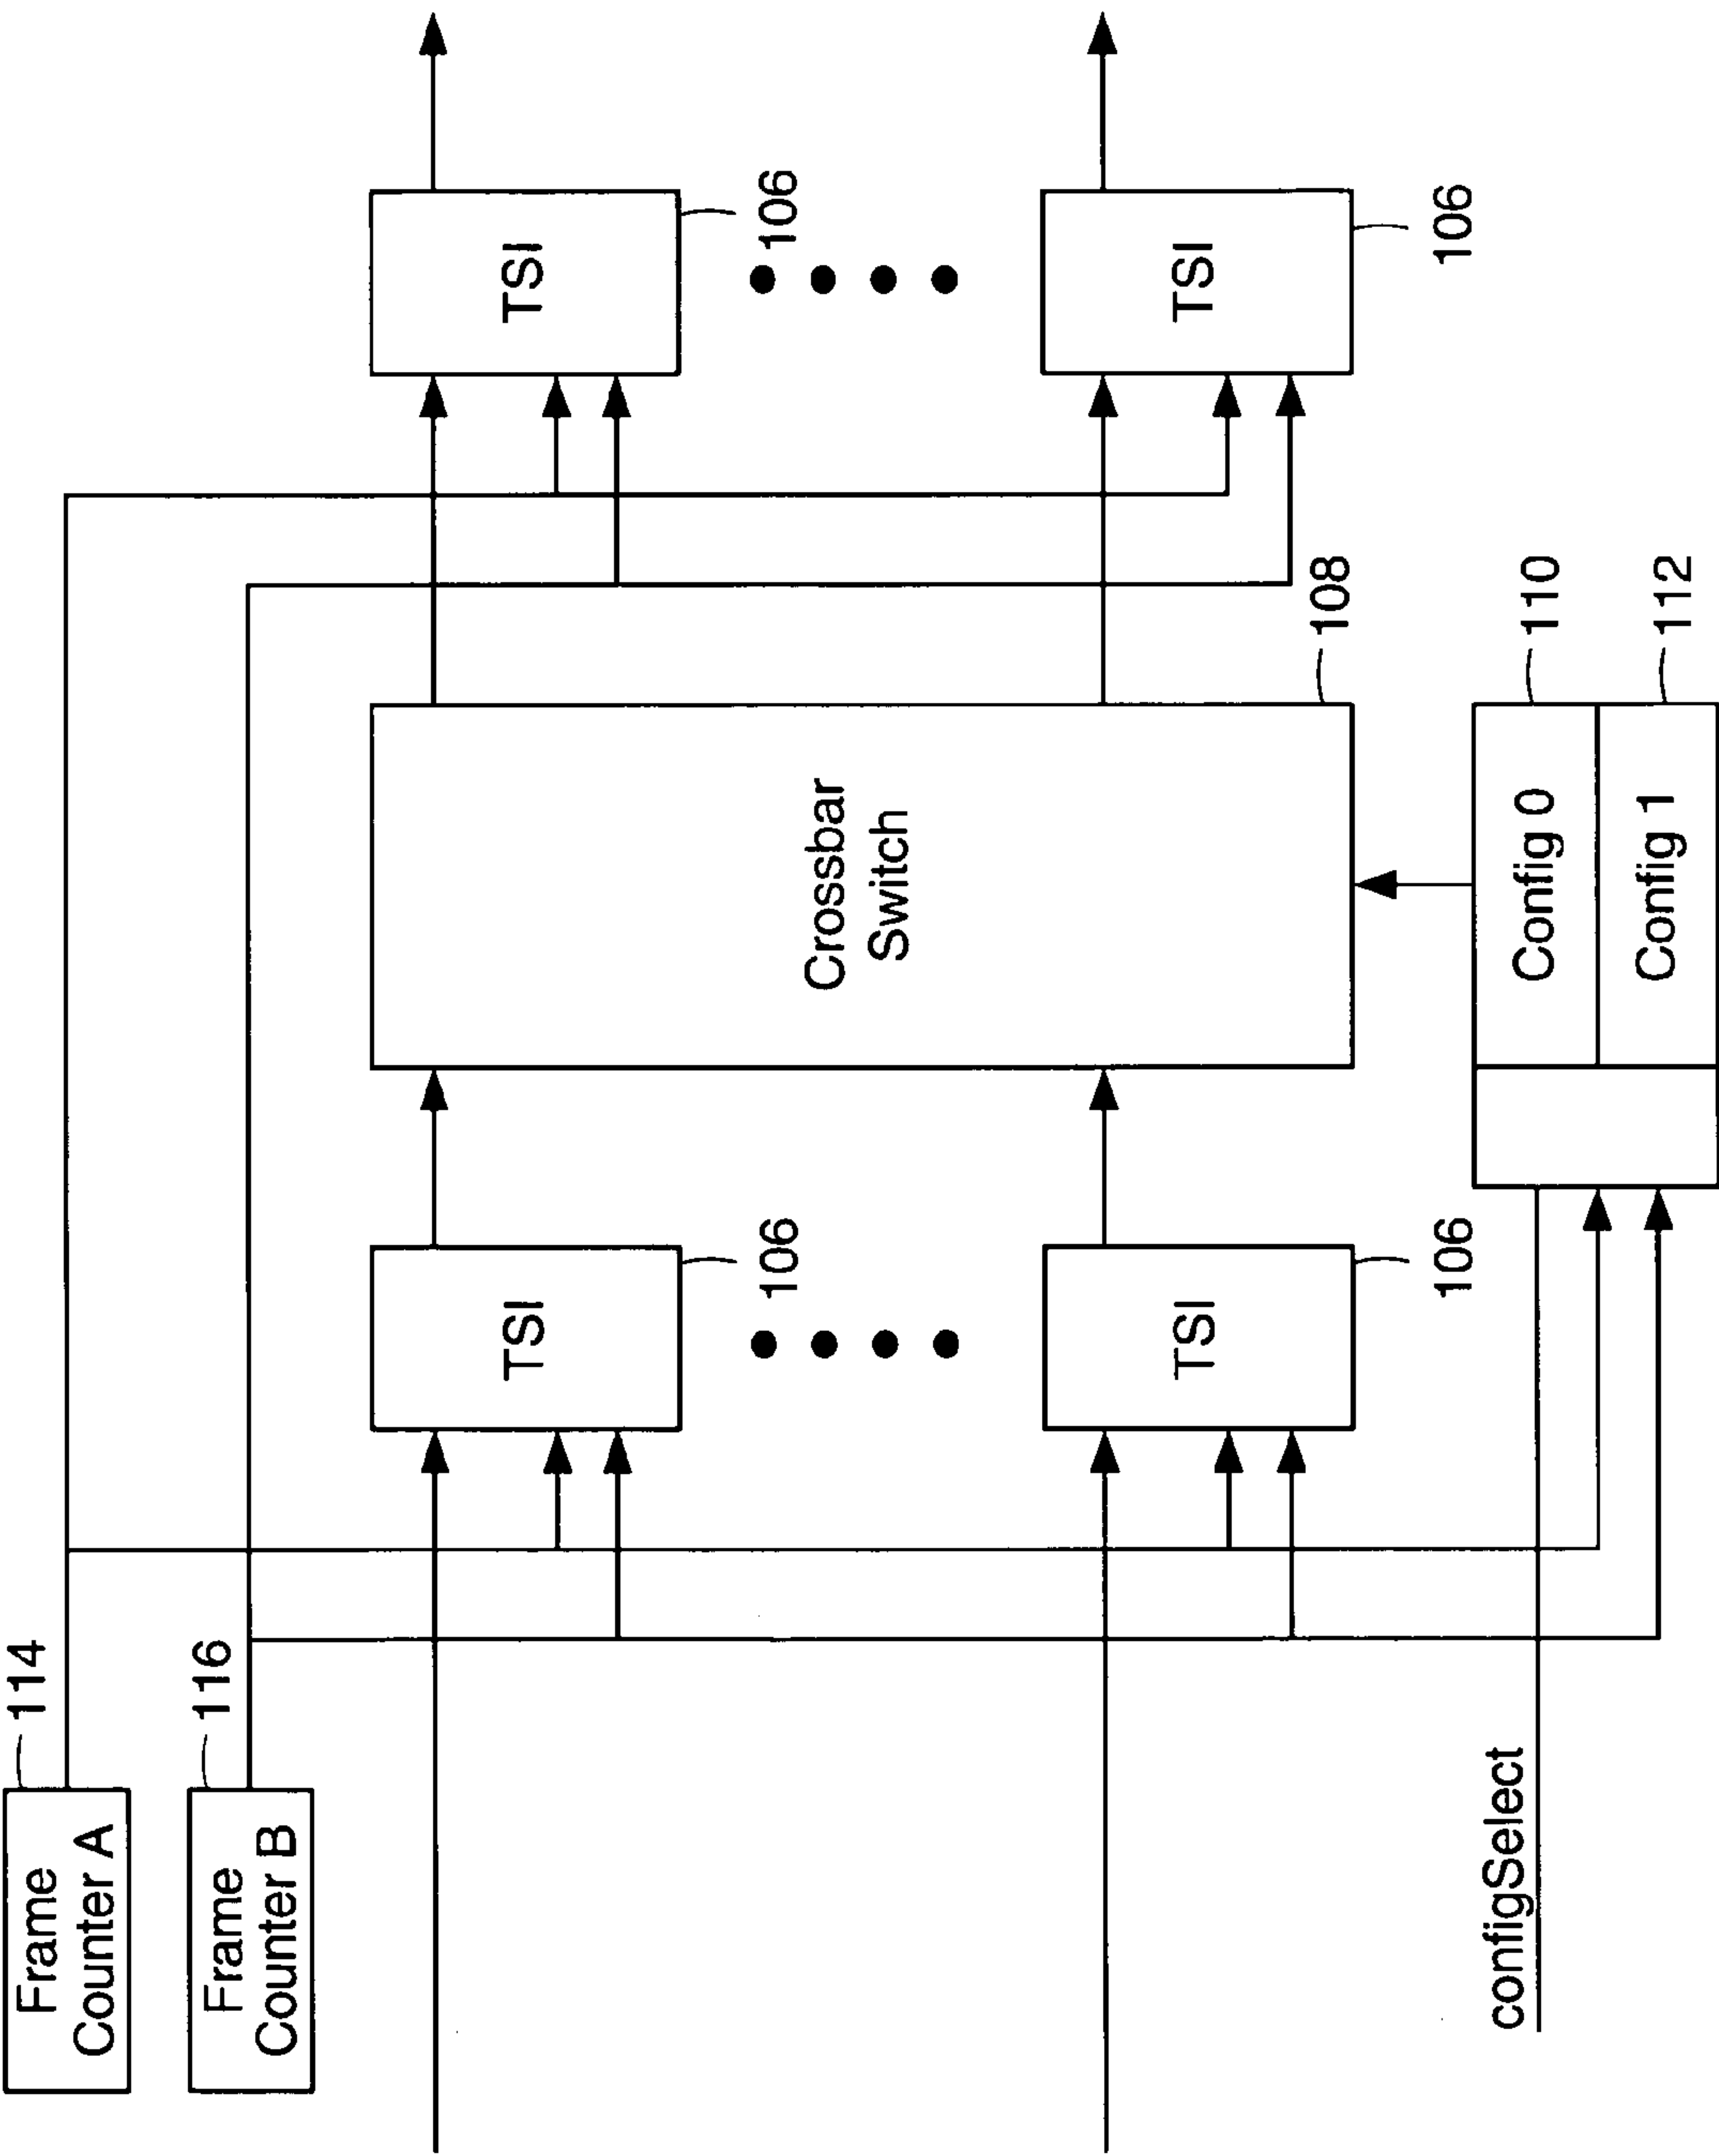 Frame
Counter A
114
Frame
Counter B
116
TSI
106
TSI
106
Crossbar
Switch
108
TSI
106
TSI
106
configSelect
Config 0
110
Config 1
112